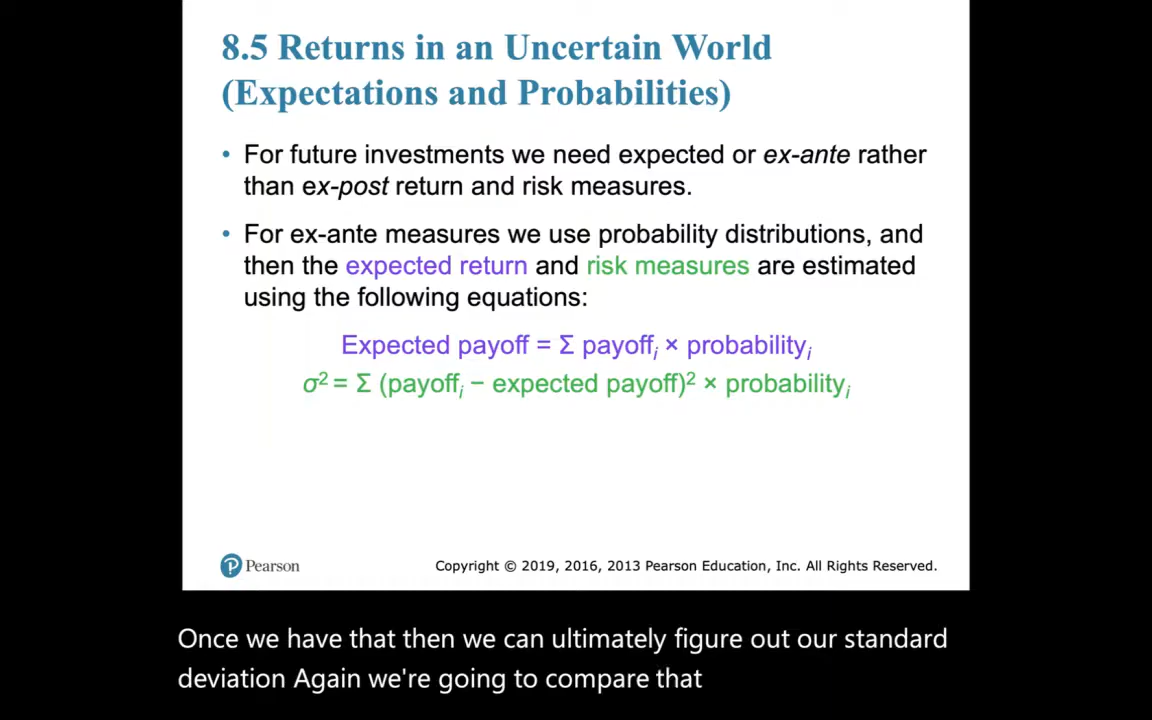 8.5 Returns in an Uncertain World
(Expectations and Probabilities)
• For future investments we need expected or ex-ante rather
than ex-post return and risk measures.
• For ex-ante measures we use probability distributions, and
then the expected return and risk measures are estimated
using the following equations:
Expected payoff = Σ payoffᵢ × probabilityᵢ
σ² = Σ (payoffᵢ − expected payoff)² × probabilityᵢ
P Pearson
Copyright © 2019, 2016, 2013 Pearson Education, Inc. All Rights Reserved.
Once we have that then we can ultimately figure out our standard
deviation Again we're going to compare that